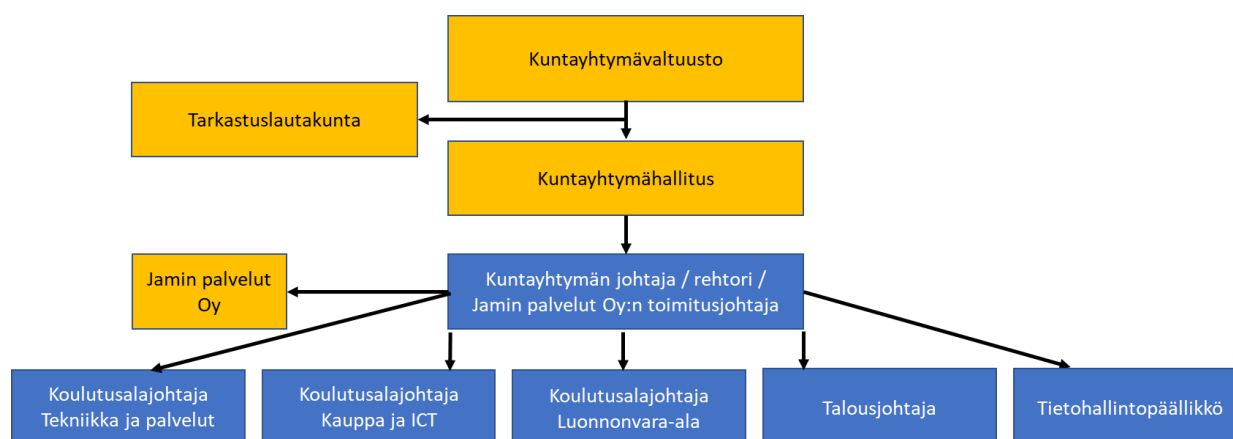 Kuntayhtymävaltuusto
Tarkastuslautakunta
Kuntayhtymähallitus
Jamin palvelut
Oy
Kuntayhtymän johtaja / rehtori /
Jamin palvelut Oy:n toimitusjohtaja
Koulutusalajohtaja
Tekniikka ja palvelut
Koulutusalajohtaja
Kauppa ja ICT
Koulutusalajohtaja
Luonnonvara-ala
Talousjohtaja
Tietohallintopäällikkö